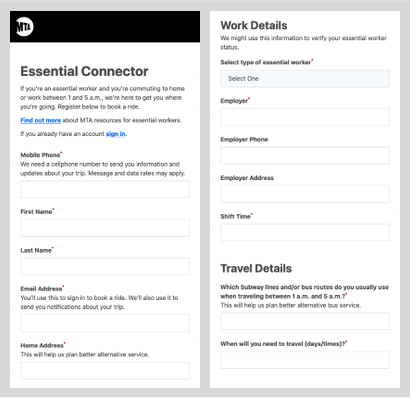 MTA
Essential Connector
If you're an essential worker and you're commuting to home
or work between 1 and 5 a.m., we're here to get you where
you're going. Register below to book a ride.
Find out more about MTA resources for essential workers.
If you already have an account sign in.
Mobile Phone*
We need a cellphone number to send you information and
updates about your trip. Message and data rates may apply.
First Name*
Last Name*
Email Address*
You'll use this to sign in to book a ride. We'll also use it to
send you notifications about your trip.
Home Address*
This will help us plan better alternative service.
Work Details
We might use this information to verify your essential worker
status.
Select type of essential worker*
Select One
Employer*
Employer Phone
Employer Address
Shift Time*
Travel Details
Which Subway lines and/or bus routes do you usually use
when traveling between 1 a.m. and 5 a.m.?*
This will help us plan better alternative bus service.
When will you need to travel (days/times)?*